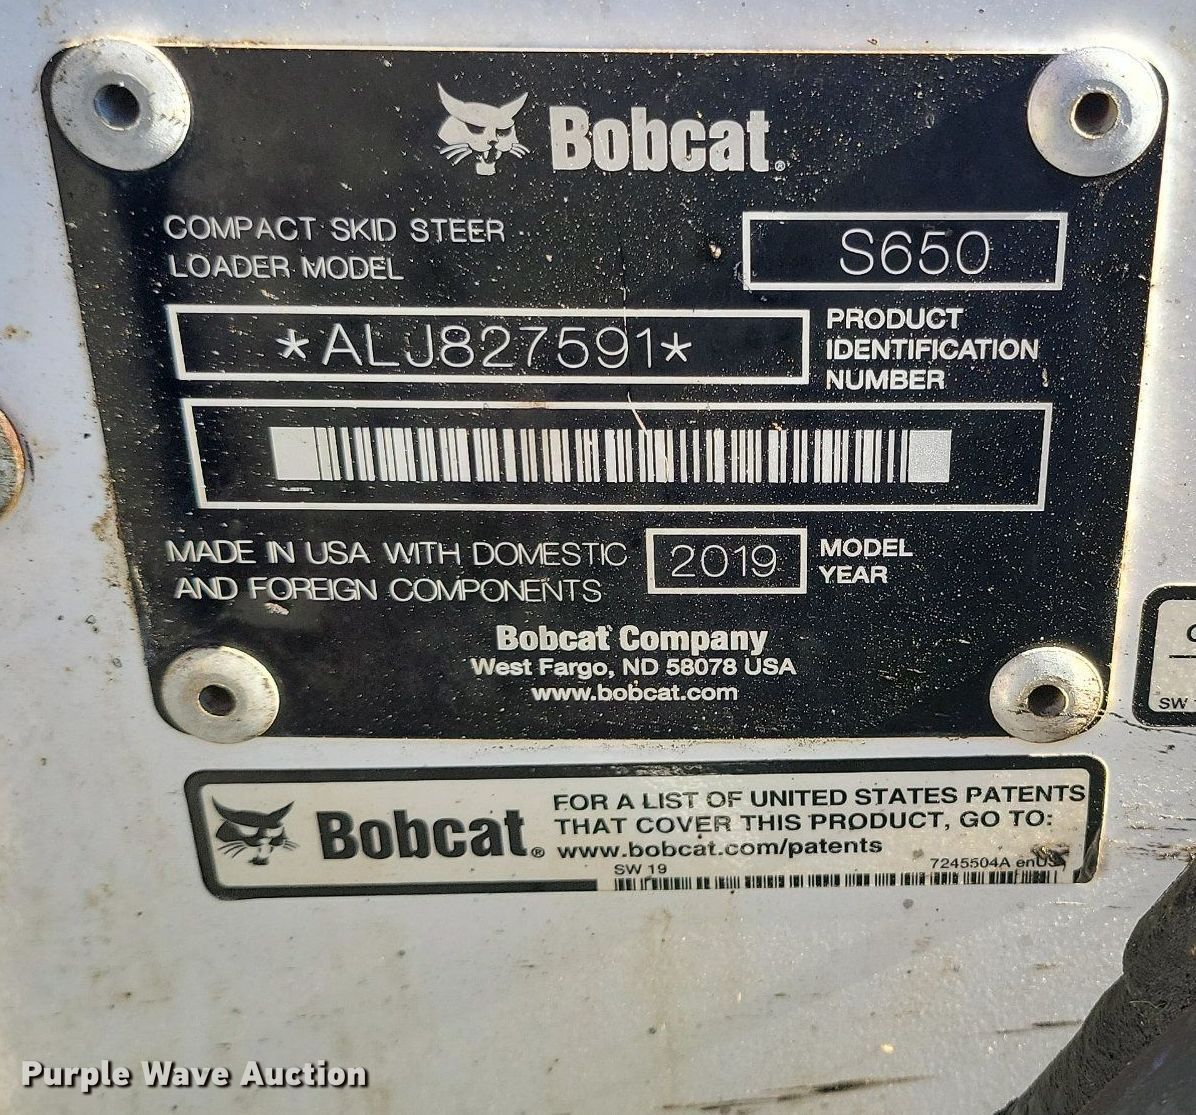 Bobcat®
COMPACT SKID STEER
LOADER MODEL
S650
*ALJ827591*
PRODUCT
IDENTIFICATION
NUMBER
MADE IN USA WITH DOMESTIC
AND FOREIGN COMPONENTS
2019
MODEL
YEAR
Bobcat Company
West Fargo, ND 58078 USA
www.bobcat.com
Bobcat®
FOR A LIST OF UNITED STATES PATENTS
THAT COVER THIS PRODUCT, GO TO:
www.bobcat.com/patents
SW 19
7245504A enUS
SW
Purple Wave Auction